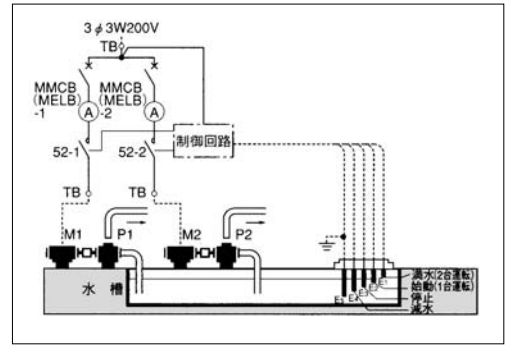 3φ3W200V
TB
MMCB
(MELB)
-1
MMCB
(MELB)
-2
A
A
52-1
52-2
制御回路
TB
TB
M1
P1
M2
P2
水槽
E5
E4
E3
E2
E1
満水(2台運転)
始動(1台運転)
停止
減水